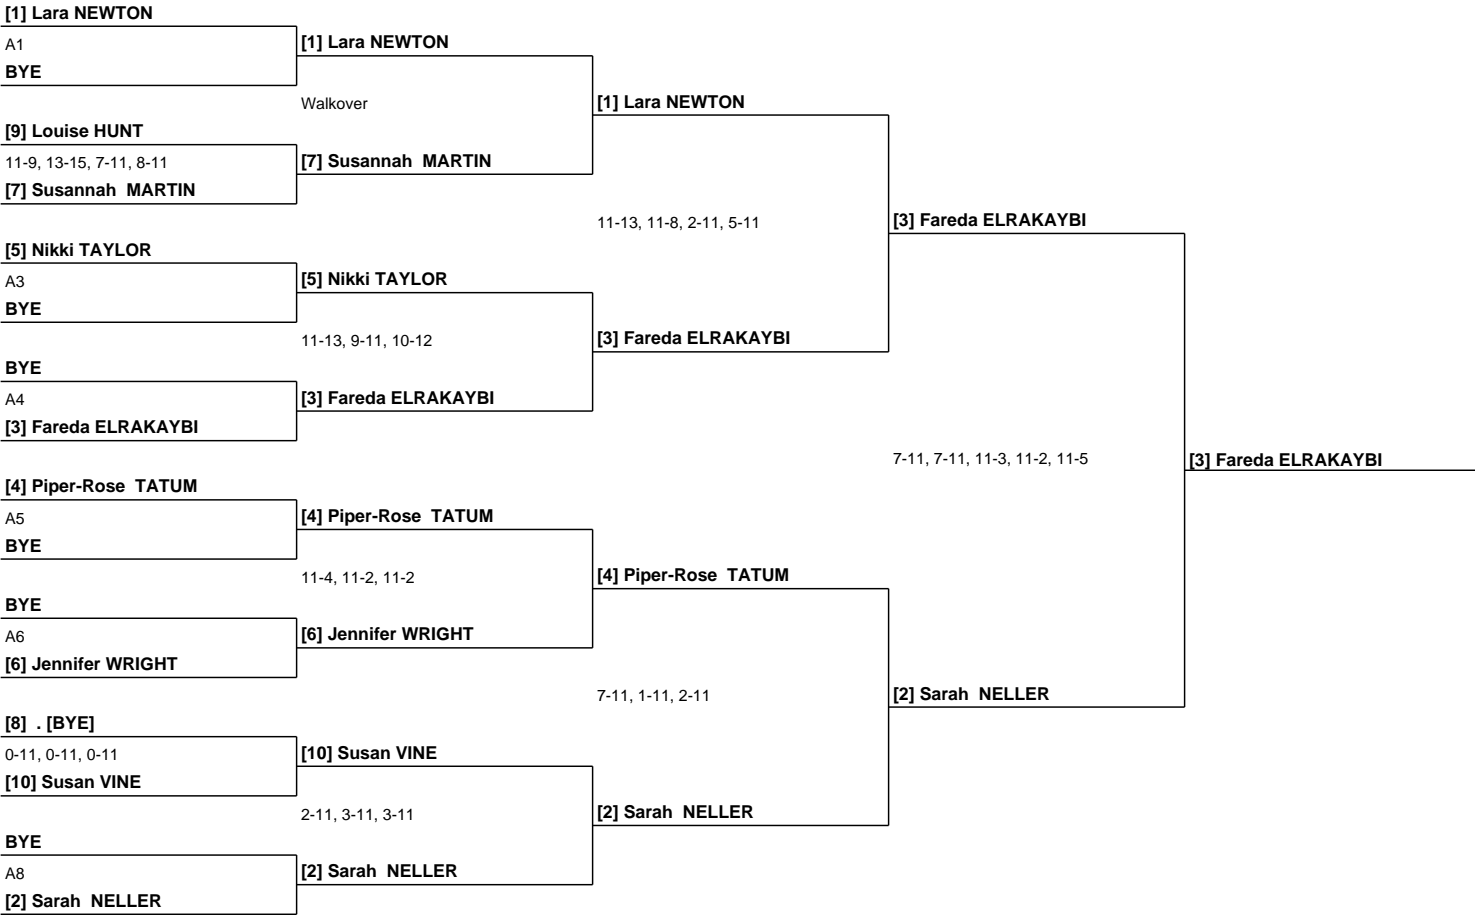 [1] Lara NEWTON
A1
BYE
[9] Louise HUNT
11-9, 13-15, 7-11, 8-11
[7] Susannah  MARTIN
[5] Nikki TAYLOR
A3
BYE
BYE
A4
[3] Fareda ELRAKAYBI
[4] Piper-Rose  TATUM
A5
BYE
BYE
A6
[6] Jennifer WRIGHT
[8]  . [BYE]
0-11, 0-11, 0-11
[10] Susan VINE
BYE
A8
[2] Sarah  NELLER
[1] Lara NEWTON
Walkover
[7] Susannah  MARTIN
[5] Nikki TAYLOR
11-13, 9-11, 10-12
[3] Fareda ELRAKAYBI
[4] Piper-Rose  TATUM
11-4, 11-2, 11-2
[6] Jennifer WRIGHT
[10] Susan VINE
2-11, 3-11, 3-11
[2] Sarah  NELLER
[1] Lara NEWTON
11-13, 11-8, 2-11, 5-11
[3] Fareda ELRAKAYBI
[4] Piper-Rose  TATUM
7-11, 1-11, 2-11
[2] Sarah  NELLER
[3] Fareda ELRAKAYBI
7-11, 7-11, 11-3, 11-2, 11-5
[2] Sarah  NELLER
[3] Fareda ELRAKAYBI